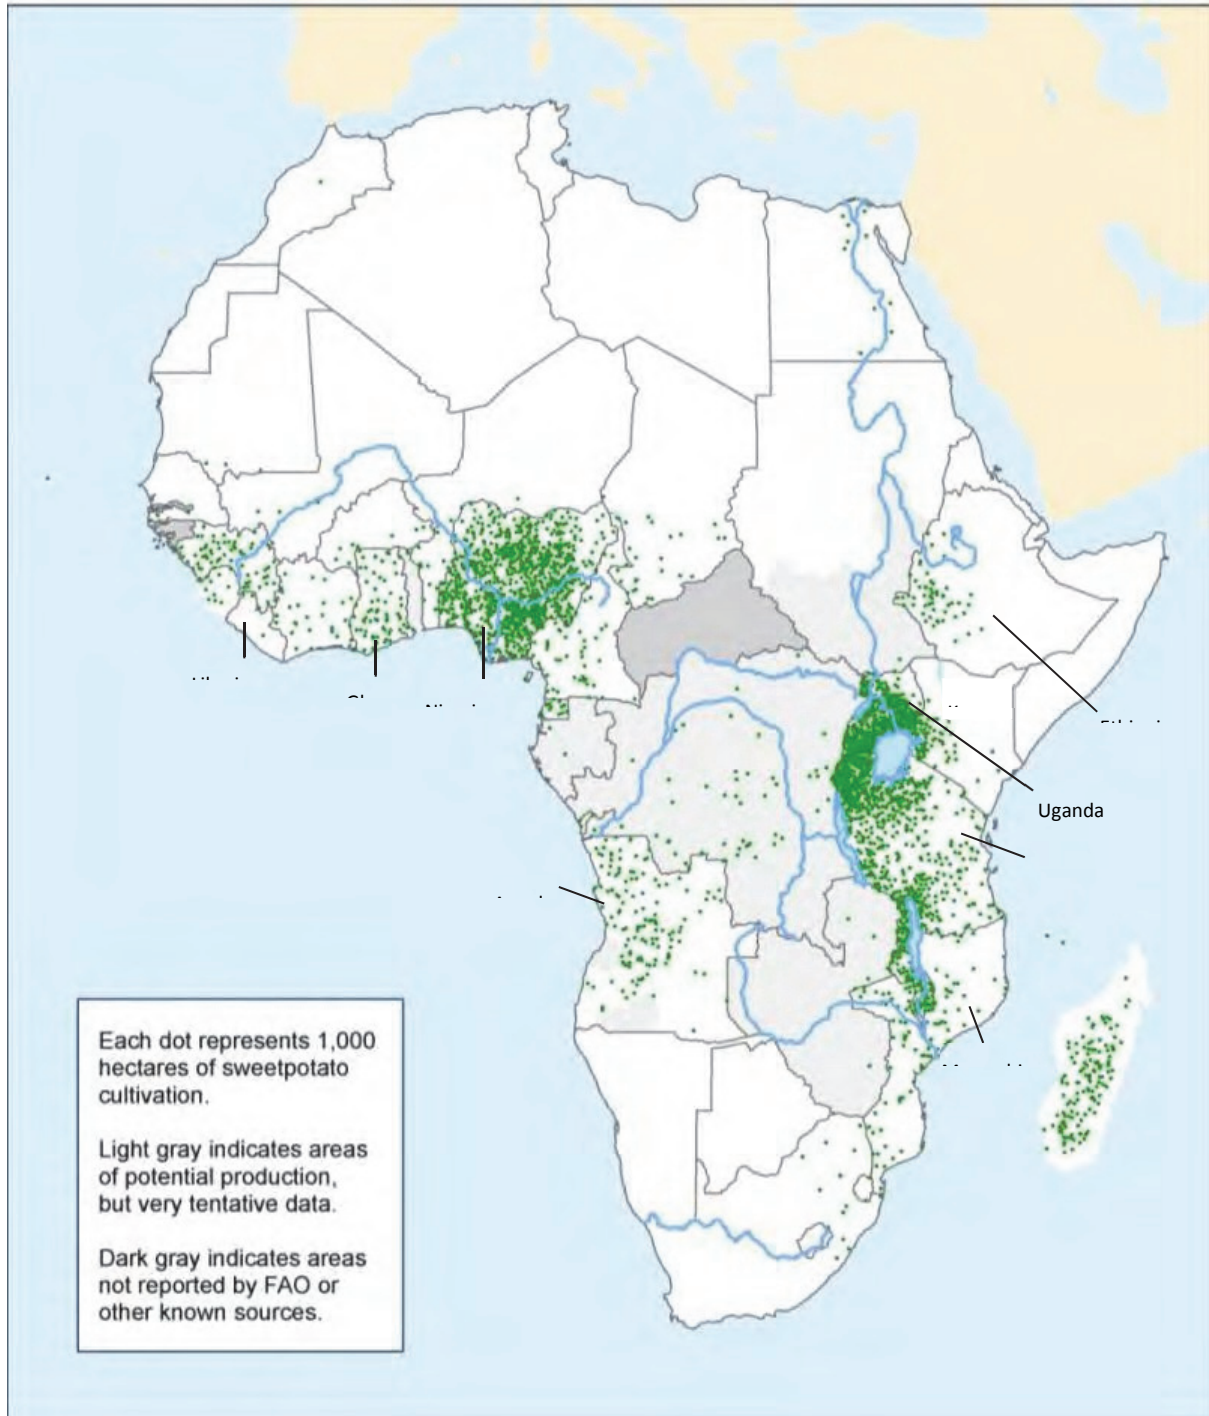 Uganda
Each dot represents 1,000
hectares of sweetpotato
cultivation.
Light gray indicates areas
of potential production,
but very tentative data.
Dark gray indicates areas
not reported by FAO or
other known sources.